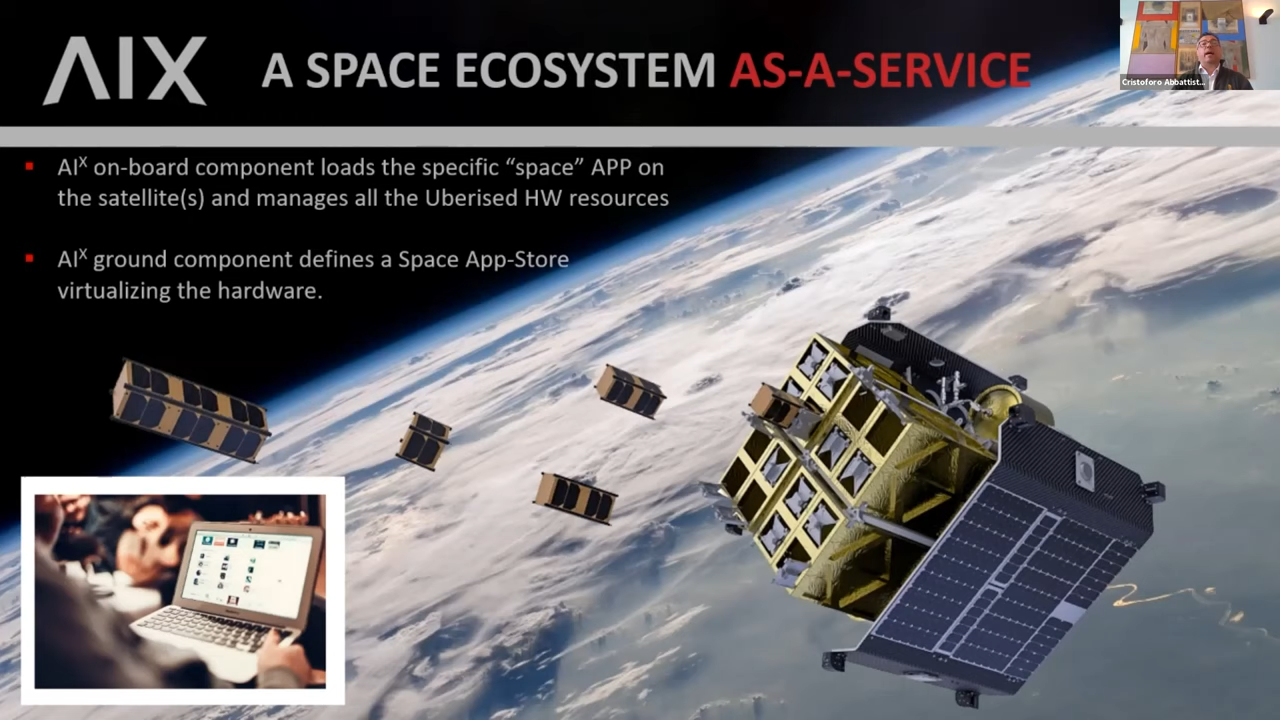 ΛIX A SPACE ECOSYSTEM AS-A-SERVICE
Cristoforo Abbattist...
▪ AIˣ on-board component loads the specific “space” APP on
the satellite(s) and manages all the Uberised HW resources
▪ AIˣ ground component defines a Space App-Store
virtualizing the hardware.